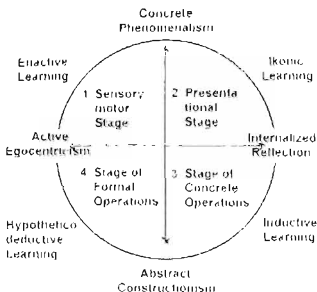 Concrete
Phenomenalism
Enactive
Learning
Ikonic
Learning
1 Sensory
motor
Stage
2 Presenta
tional
Stage
Active
Egocentricism
Internalized
Reflection
4 Stage of
Formal
Operations
3 Stage of
Concrete
Operations
Hypothetico
deductive
Learning
Inductive
Learning
Abstract
Constructionism